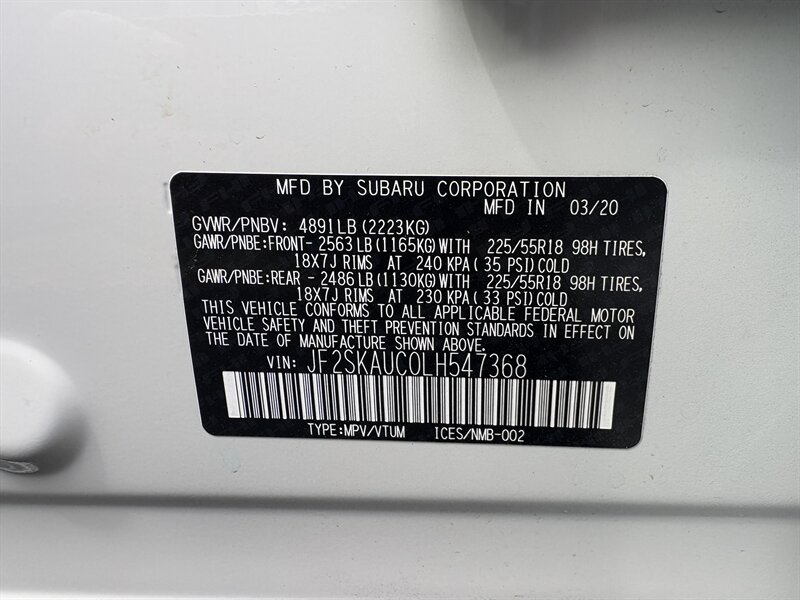 MFD BY SUBARU CORPORATION
MFD IN 03/20
GVWR/PNBV: 4891LB (2223KG)
GAWR/PNBE:FRONT- 2563 LB (1165KG) WITH 225/55R18 98H TIRES,
18X7J RIMS AT 240 KPA (35 PSI) COLD
GAWR/PNBE:REAR - 2486 LB (1130KG) WITH 225/55R18 98H TIRES,
18X7J RIMS AT 230 KPA (33 PSI) COLD
THIS VEHICLE CONFORMS TO ALL APPLICABLE FEDERAL MOTOR
VEHICLE SAFETY AND THEFT PREVENTION STANDARDS IN EFFECT ON
THE DATE OF MANUFACTURE SHOWN ABOVE.
VIN: JF2SKAUC0LH547368
TYPE:MPV/VTUM ICES/NMB-002